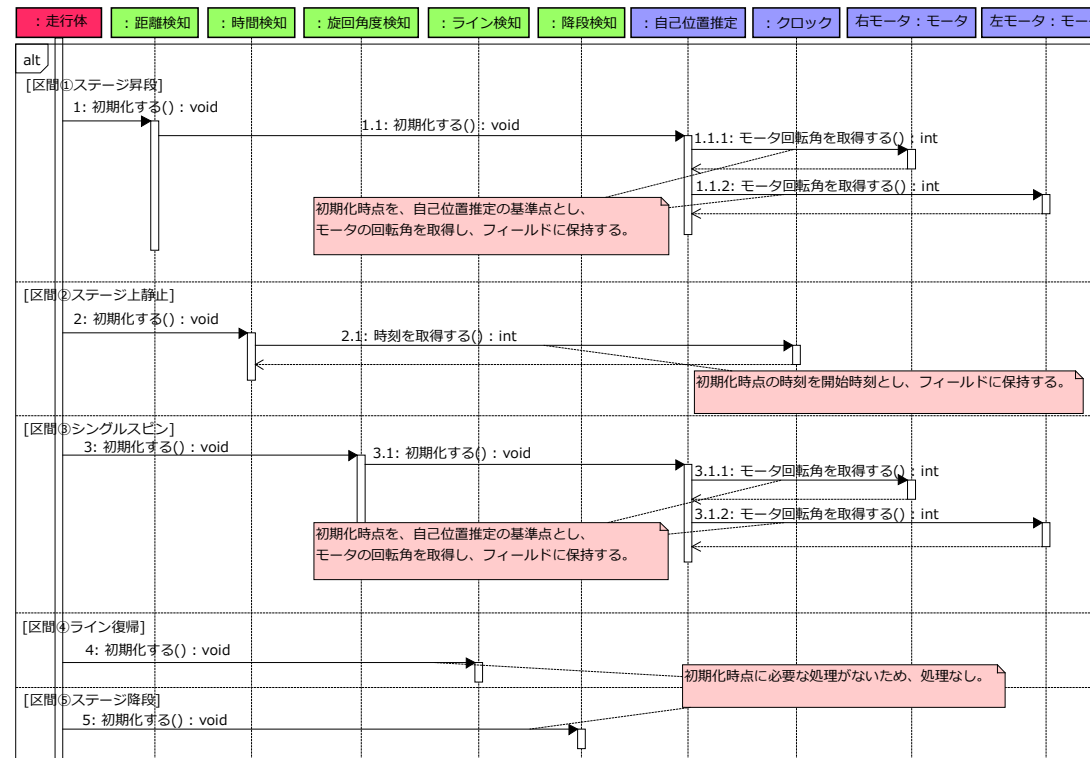 : 走行体
: 距離検知
: 時間検知
: 旋回角度検知
: ライン検知
: 降段検知
: 自己位置推定
: クロック
右モータ : モータ
左モータ : モー
alt
[区間①ステージ昇段]
1: 初期化する() : void
1.1: 初期化する() : void
1.1.1: モータ回転角を取得する() : int
1.1.2: モータ回転角を取得する() : int
初期化時点を、自己位置推定の基準点とし、
モータの回転角を取得し、フィールドに保持する。
[区間②ステージ上静止]
2: 初期化する() : void
2.1: 時刻を取得する() : int
初期化時点の時刻を開始時刻とし、フィールドに保持する。
[区間③シングルスピン]
3: 初期化する() : void
3.1: 初期化する() : void
3.1.1: モータ回転角を取得する() : int
3.1.2: モータ回転角を取得する() : int
初期化時点を、自己位置推定の基準点とし、
モータの回転角を取得し、フィールドに保持する。
[区間④ライン復帰]
4: 初期化する() : void
初期化時点に必要な処理がないため、処理なし。
[区間⑤ステージ降段]
5: 初期化する() : void